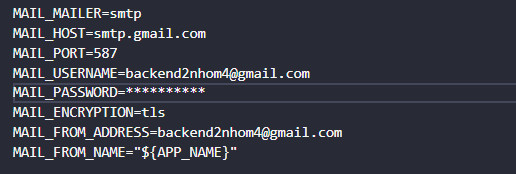 MAIL_MAILER=smtp
MAIL_HOST=smtp.gmail.com
MAIL_PORT=587
MAIL_USERNAME=backend2nhom4@gmail.com
MAIL_PASSWORD=**********
MAIL_ENCRYPTION=tls
MAIL_FROM_ADDRESS=backend2nhom4@gmail.com
MAIL_FROM_NAME="${APP_NAME}"